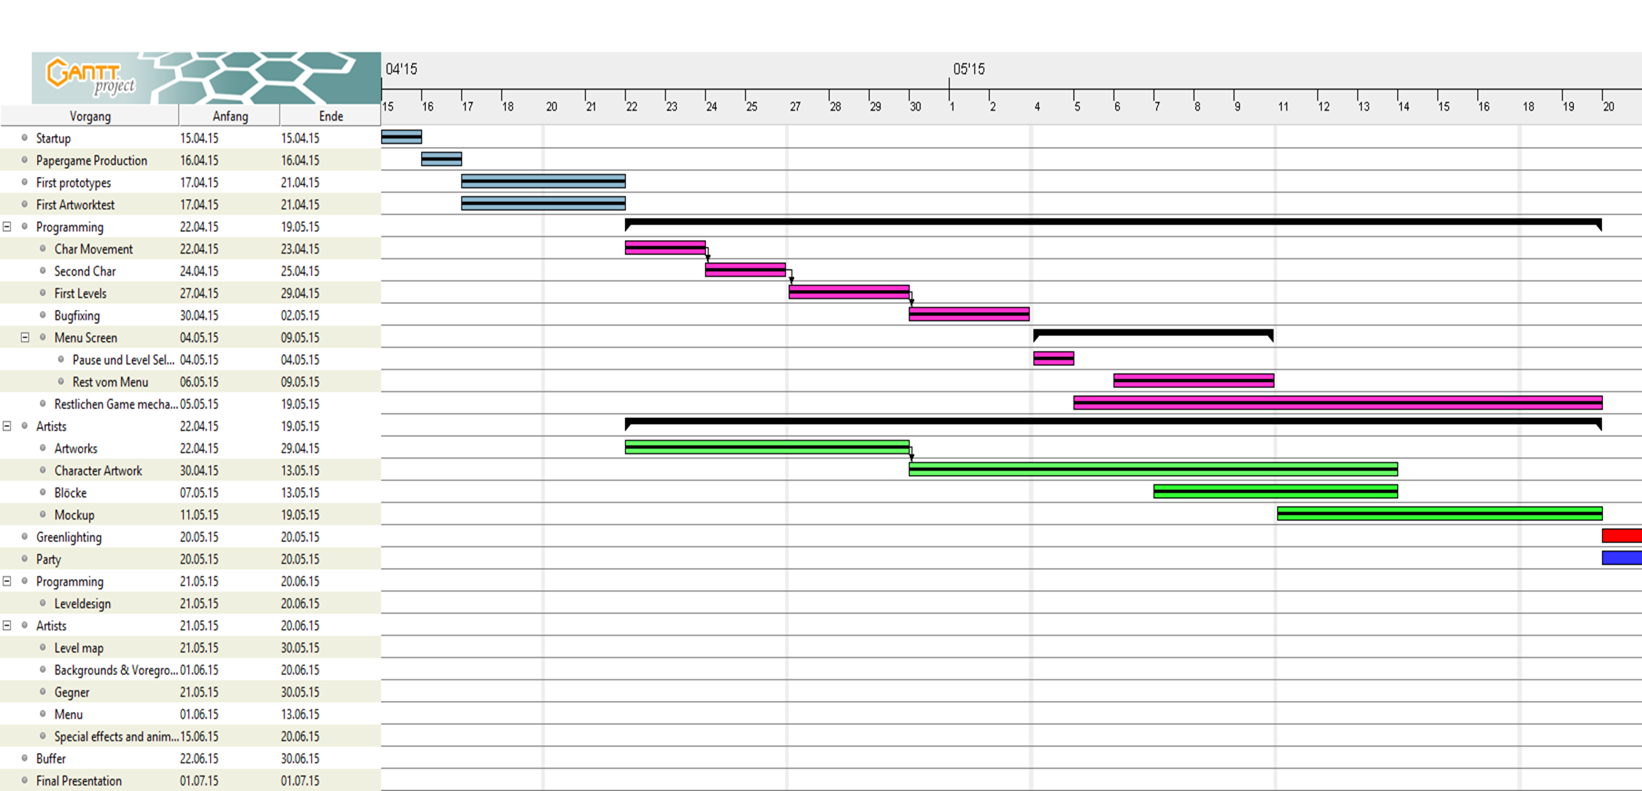 GANTT
project
04'15
05'15
15 16 17 18 20 21 22 23 24 25 27 28 29 30 1 2 4 5 6 7 8 9 11 12 13 14 15 16 18 19 20
Vorgang Anfang Ende
Startup 15.04.15 15.04.15
Papergame Production 16.04.15 16.04.15
First prototypes 17.04.15 21.04.15
First Artworktest 17.04.15 21.04.15
Programming 22.04.15 19.05.15
Char Movement 22.04.15 23.04.15
Second Char 24.04.15 25.04.15
First Levels 27.04.15 29.04.15
Bugfixing 30.04.15 02.05.15
Menu Screen 04.05.15 09.05.15
Pause und Level Sel... 04.05.15 04.05.15
Rest vom Menu 06.05.15 09.05.15
Restlichen Game mecha... 05.05.15 19.05.15
Artists 22.04.15 19.05.15
Artworks 22.04.15 29.04.15
Character Artwork 30.04.15 13.05.15
Blöcke 07.05.15 13.05.15
Mockup 11.05.15 19.05.15
Greenlighting 20.05.15 20.05.15
Party 20.05.15 20.05.15
Programming 21.05.15 20.06.15
Leveldesign 21.05.15 20.06.15
Artists 21.05.15 20.06.15
Level map 21.05.15 30.05.15
Backgrounds & Voregro... 01.06.15 20.06.15
Gegner 21.05.15 30.05.15
Menu 01.06.15 13.06.15
Special effects and anim... 15.06.15 20.06.15
Buffer 22.06.15 30.06.15
Final Presentation 01.07.15 01.07.15